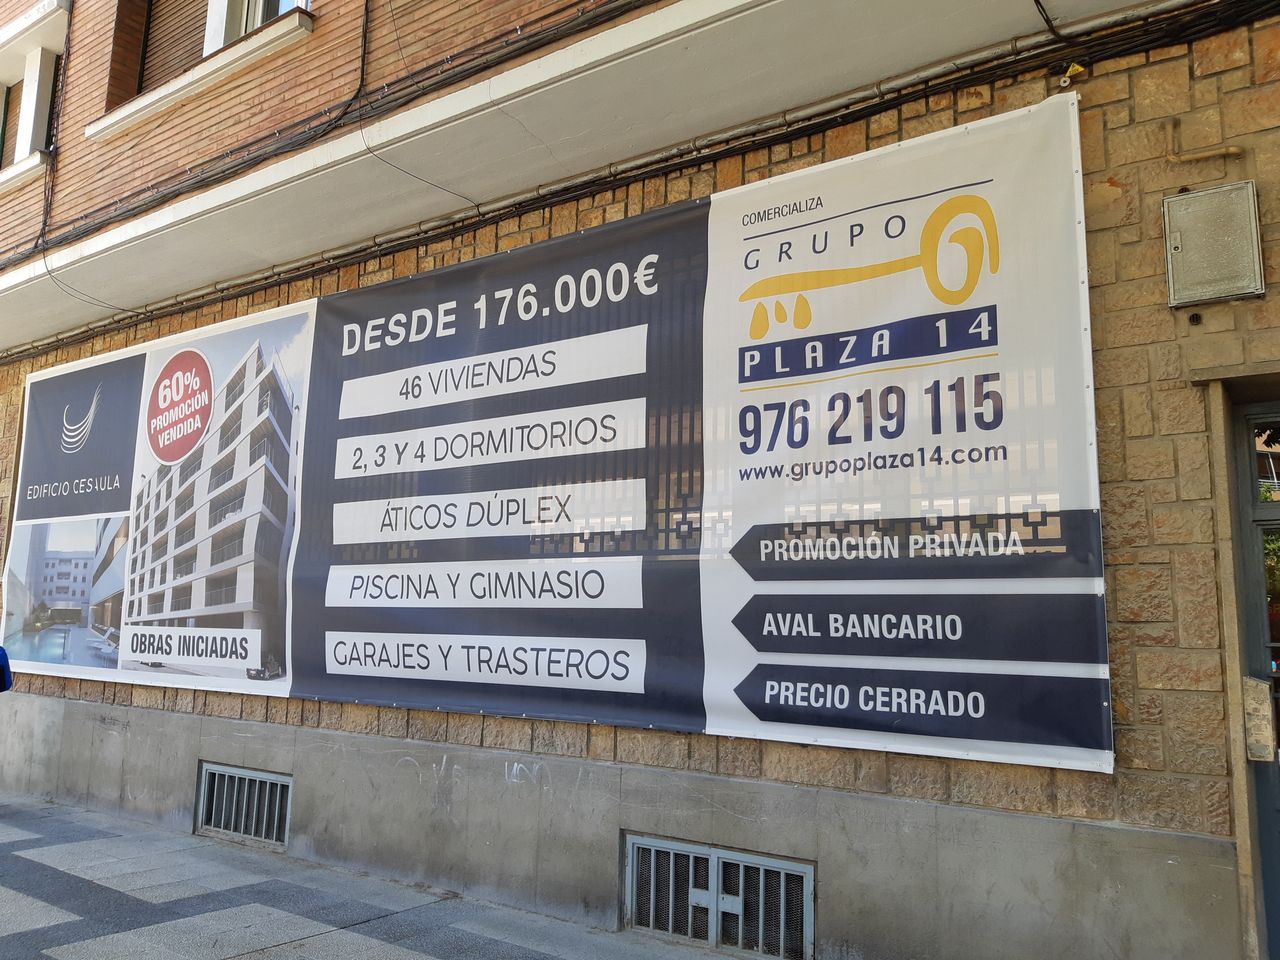 EDIFICIO CESAULA
60%
PROMOCIÓN
VENDIDA
OBRAS INICIADAS
DESDE 176.000€
46 VIVIENDAS
2, 3 Y 4 DORMITORIOS
ÁTICOS DÚPLEX
PISCINA Y GIMNASIO
GARAJES Y TRASTEROS
COMERCIALIZA
GRUPO
PLAZA 14
976 219 115
www.grupoplaza14.com
PROMOCIÓN PRIVADA
AVAL BANCARIO
PRECIO CERRADO